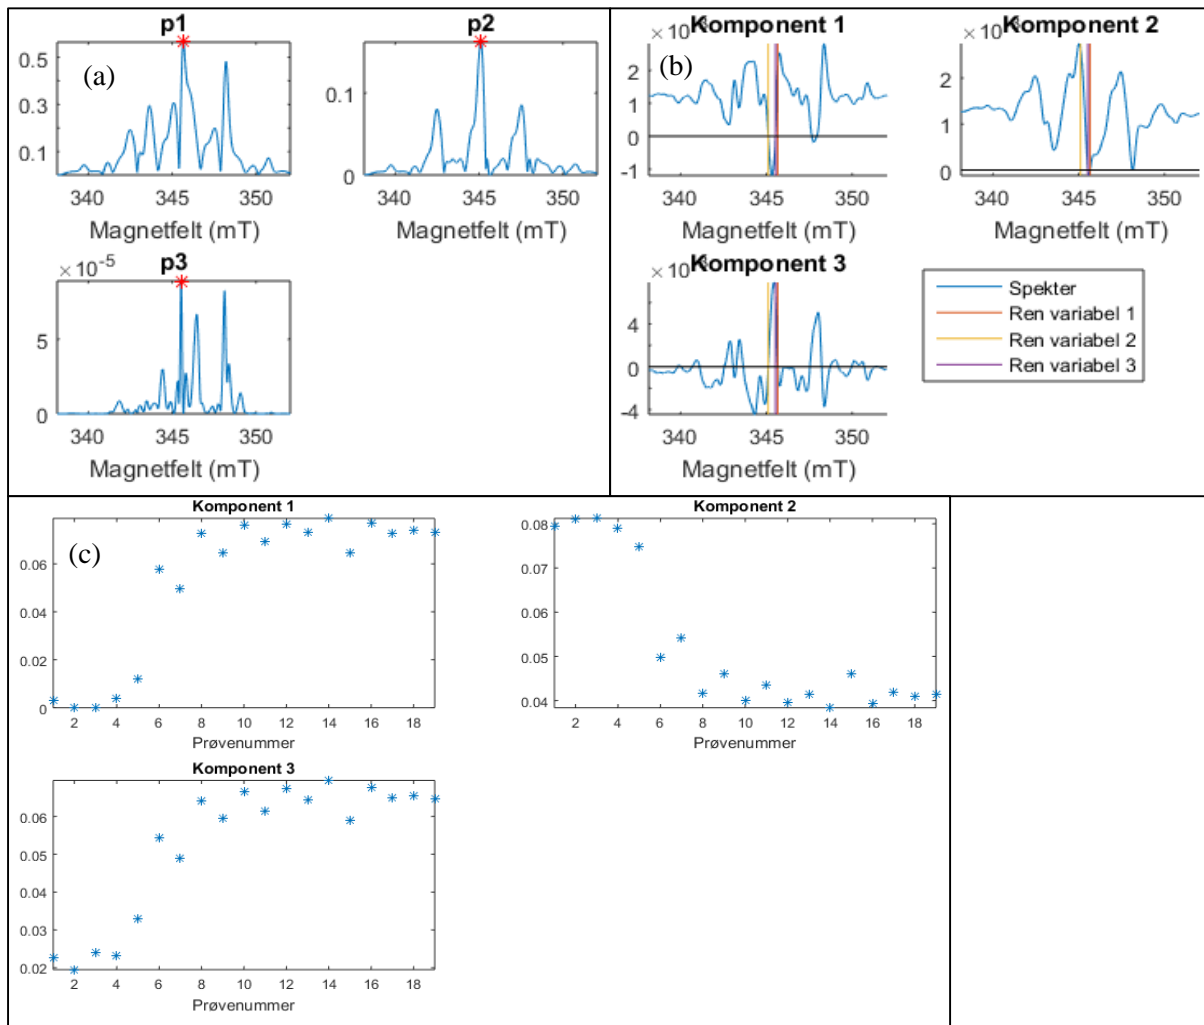 p1
(a)
0.5
0.3
0.1
340 345 350
Magnetfelt (mT)
p2
0.1
0
340 345 350
Magnetfelt (mT)
p3
× 10 -5
5
0
340 345 350
Magnetfelt (mT)
Komponent 1
(b)
× 10
2
1
0
-1
340 345 350
Magnetfelt (mT)
Komponent 2
× 10
2
1
0
340 345 350
Magnetfelt (mT)
Komponent 3
× 10
4
0
-4
340 345 350
Magnetfelt (mT)
Spekter
Ren variabel 1
Ren variabel 2
Ren variabel 3
Komponent 1
(c)
0.06
0.04
0.02
0
2 4 6 8 10 12 14 16 18
Prøvenummer
Komponent 2
0.08
0.07
0.06
0.05
0.04
2 4 6 8 10 12 14 16 18
Prøvenummer
Komponent 3
0.06
0.05
0.04
0.03
0.02
2 4 6 8 10 12 14 16 18
Prøvenummer